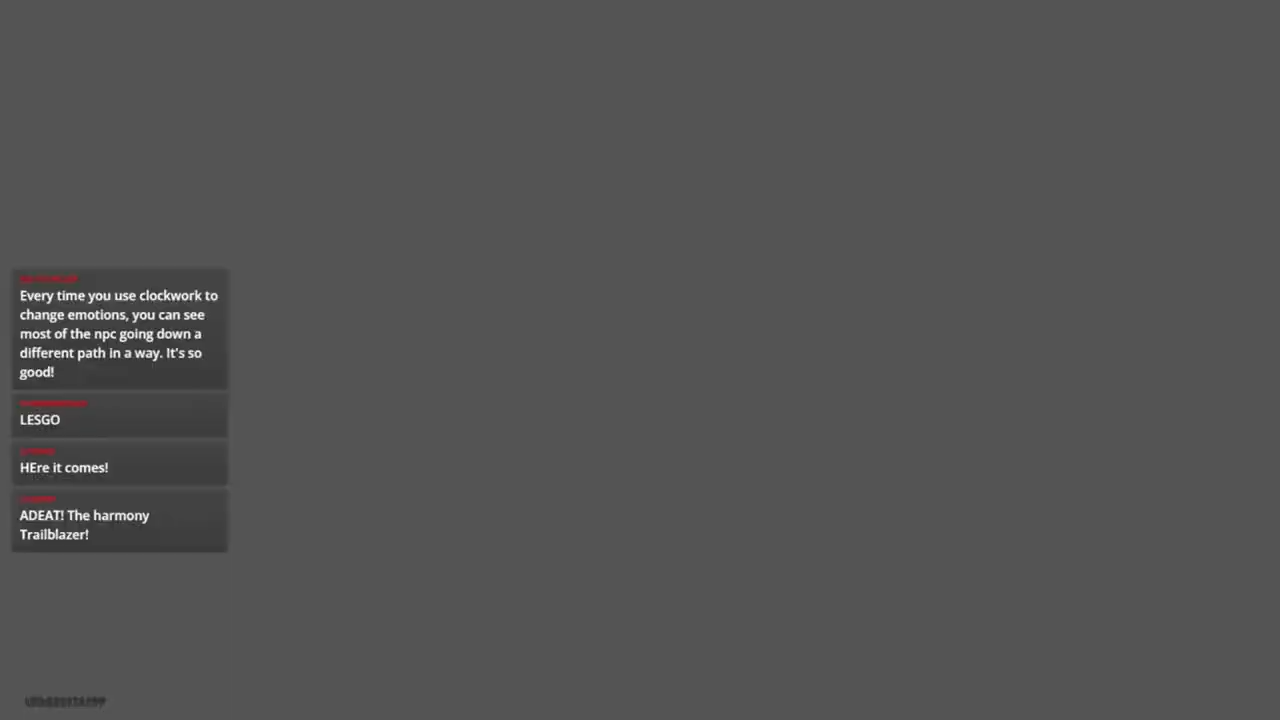 Every time you use clockwork to
change emotions, you can see
most of the npc going down a
different path in a way. It's so
good!
LESGO
HEre it comes!
ADEAT! The harmony
Trailblazer!